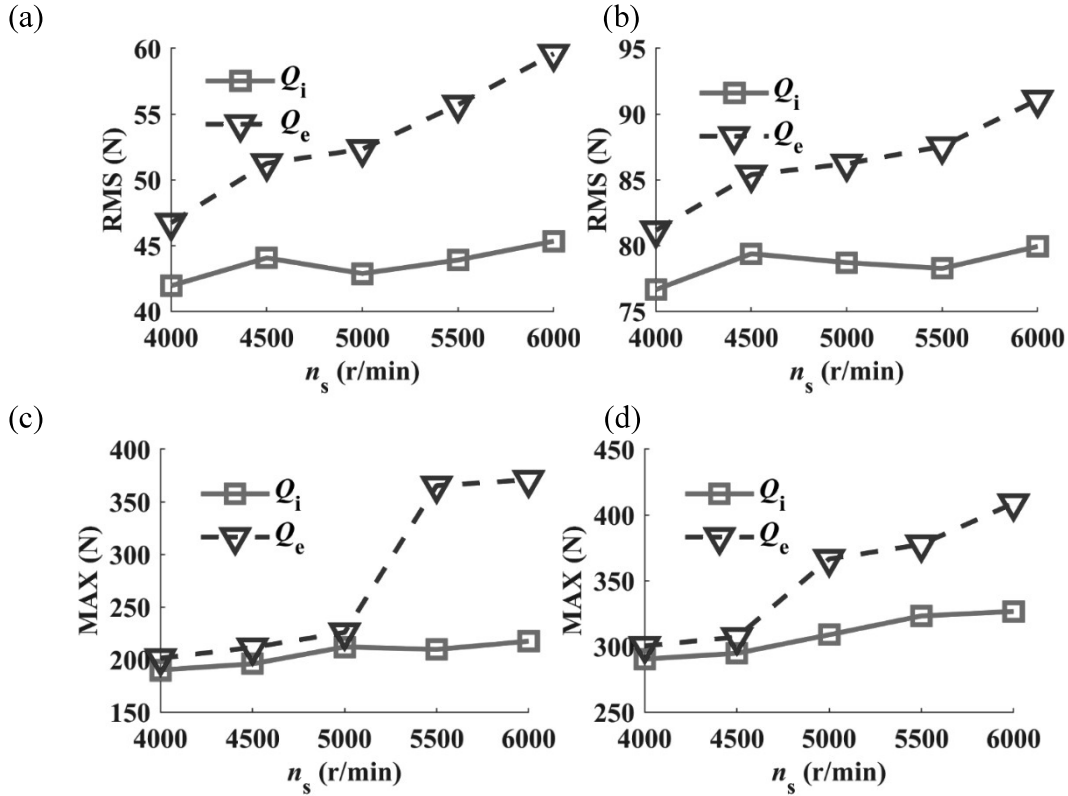 (a)
RMS (N)
60
55
50
45
40
Qi
Qe
4000 4500 5000 5500 6000
ns (r/min)
(b)
RMS (N)
95
90
85
80
75
Qi
Qe
4000 4500 5000 5500 6000
ns (r/min)
(c)
MAX (N)
400
350
300
250
200
150
Qi
Qe
4000 4500 5000 5500 6000
ns (r/min)
(d)
MAX (N)
450
400
350
300
250
Qi
Qe
4000 4500 5000 5500 6000
ns (r/min)